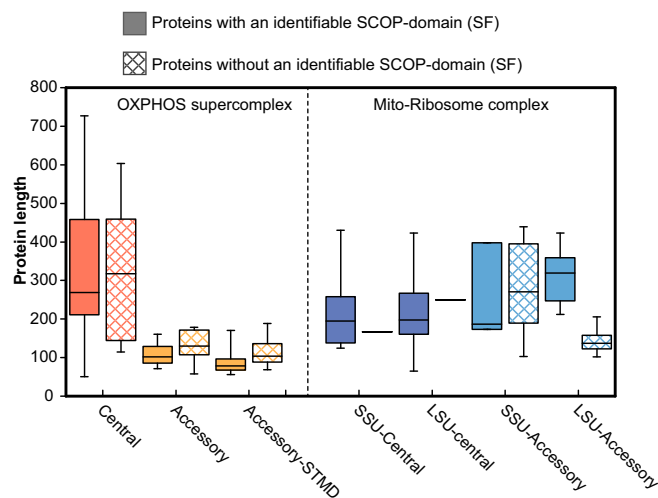 Proteins with an identifiable SCOP-domain (SF)
Proteins without an identifiable SCOP-domain (SF)
OXPHOS supercomplex
Mito-Ribosome complex
Protein length
800
700
600
500
400
300
200
100
0
Central
Accessory
Accessory-STMD
SSU-Central
LSU-central
SSU-Accessory
LSU-Accessory